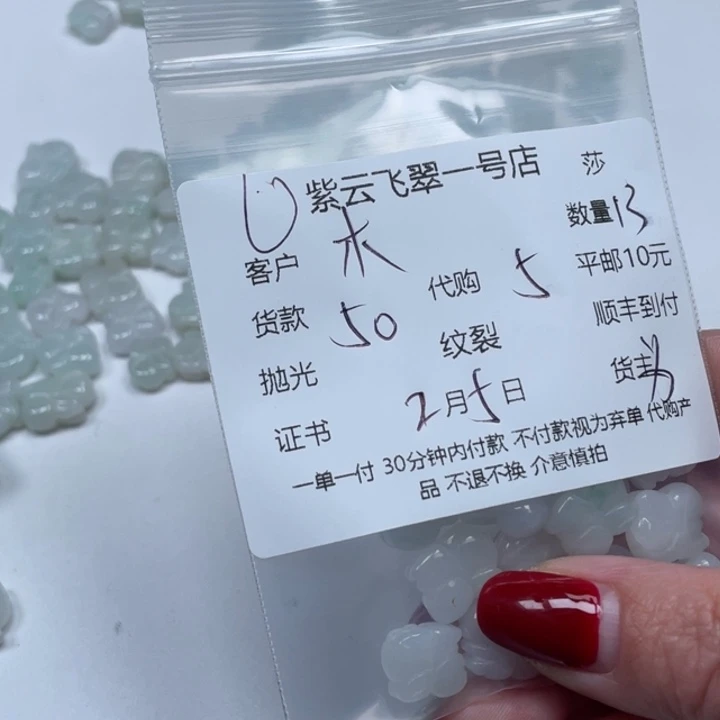 紫云飞翠一号店 莎
数量13
客户 木
代购 5 平邮10元
货款 50 顺丰到付
抛光 纹裂
货主
2月5日
证书
一单一付 30分钟内付款 不付款视为弃单 代购产
品 不退不换 介意慎拍